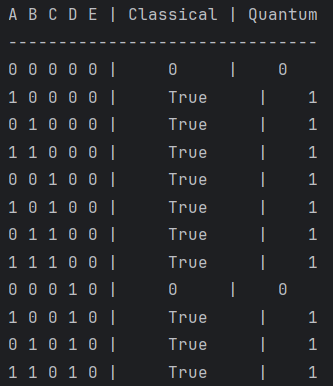 A B C D E | Classical | Quantum
-------------------------------
0 0 0 0 0 |     0     |    0
1 0 0 0 0 |     True     |    1
0 1 0 0 0 |     True     |    1
1 1 0 0 0 |     True     |    1
0 0 1 0 0 |     True     |    1
1 0 1 0 0 |     True     |    1
0 1 1 0 0 |     True     |    1
1 1 1 0 0 |     True     |    1
0 0 0 1 0 |     0     |    0
1 0 0 1 0 |     True     |    1
0 1 0 1 0 |     True     |    1
1 1 0 1 0 |     True     |    1